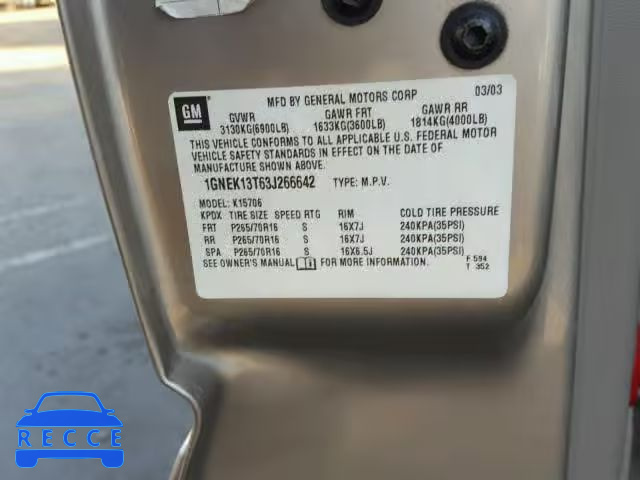 GM
MFD BY GENERAL MOTORS CORP 03/03
GVWR GAWR FRT GAWR RR
3130KG(6900LB) 1633KG(3600LB) 1814KG(4000LB)
THIS VEHICLE CONFORMS TO ALL APPLICABLE U.S. FEDERAL MOTOR
VEHICLE SAFETY STANDARDS IN EFFECT ON THE DATE OF
MANUFACTURE SHOWN ABOVE.
1GNEK13T63J266642 TYPE: M.P.V.
MODEL: K15706
KPDX TIRE SIZE SPEED RTG RIM COLD TIRE PRESSURE
FRT P265/70R16 S 16X7J 240KPA(35PSI)
RR P265/70R16 S 16X7J 240KPA(35PSI)
SPA P265/70R16 S 16X6.5J 240KPA(35PSI)
SEE OWNER'S MANUAL FOR MORE INFORMATION.
F 594
T 352
RECCE